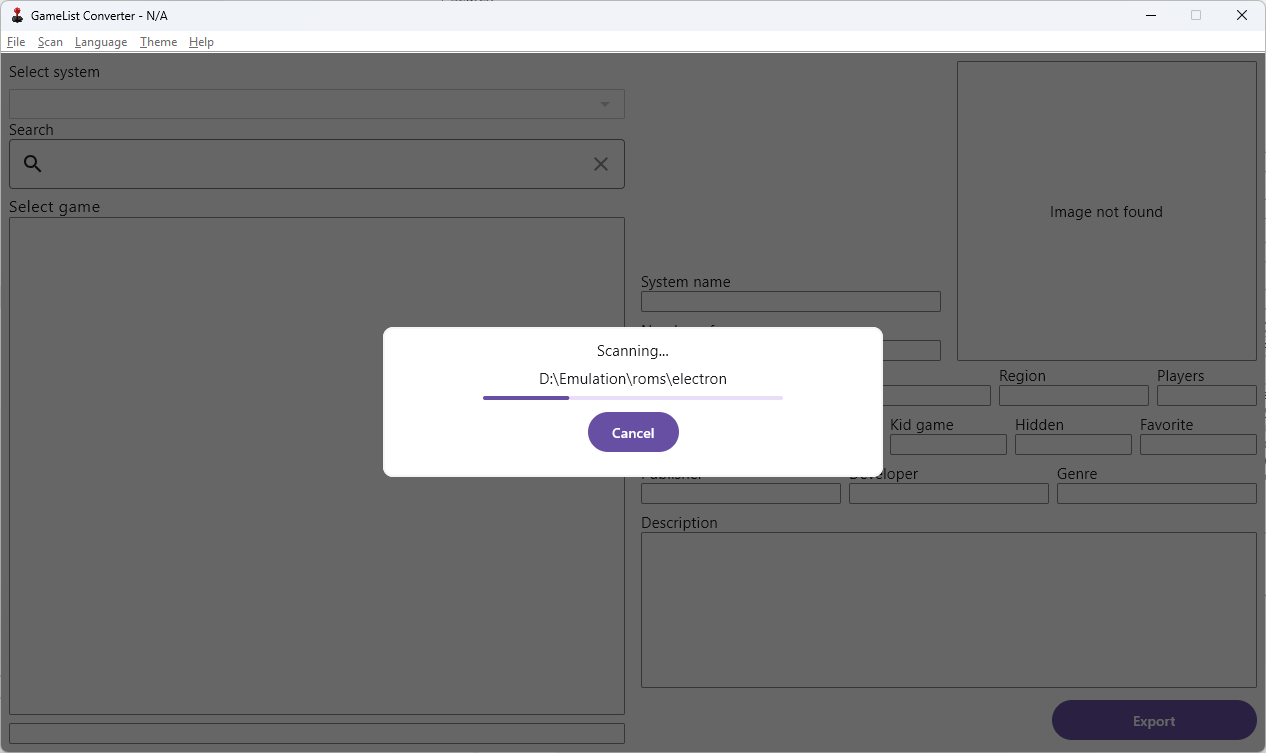 GameList Converter - N/A
File Scan Language Theme Help
Select system
Search
Select game
Image not found
System name
Scanning...
D:\Emulation\roms\electron
Cancel
Region Players
Kid game Hidden Favorite
Publisher Developer Genre
Description
Export